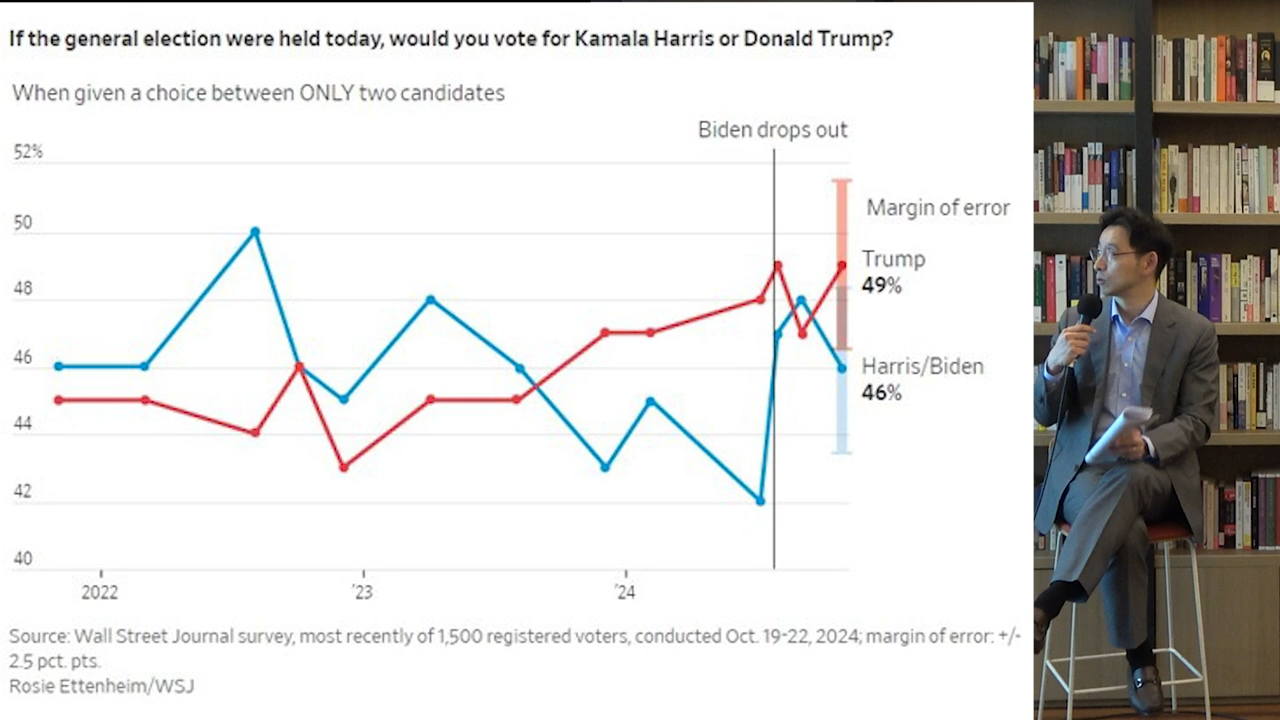 If the general election were held today, would you vote for Kamala Harris or Donald Trump?
When given a choice between ONLY two candidates
Biden drops out
52%
50
48
46
44
42
40
Margin of error
Trump
49%
Harris/Biden
46%
2022
'23
'24
Source: Wall Street Journal survey, most recently of 1,500 registered voters, conducted Oct. 19-22, 2024; margin of error: +/-
2.5 pct. pts.
Rosie Ettenheim/WSJ